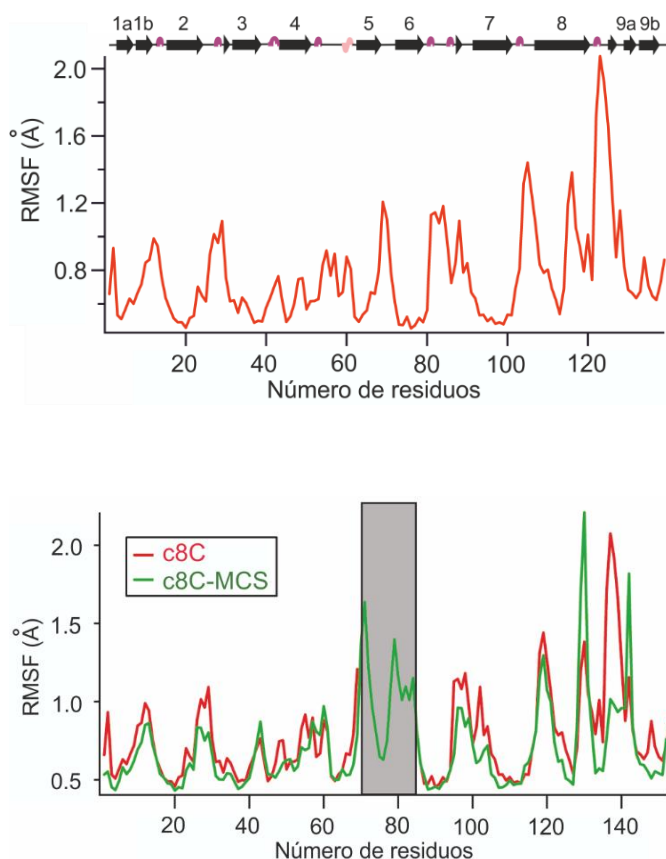 1a 1b 2 3 4 5 6 7 8 9a 9b
RMSF (Å)
2.0
1.6
1.2
0.8
20 40 60 80 100 120
Número de residuos
RMSF (Å)
2.0
1.5
1.0
0.5
c8C
c8C-MCS
20 40 60 80 100 120 140
Número de residuos